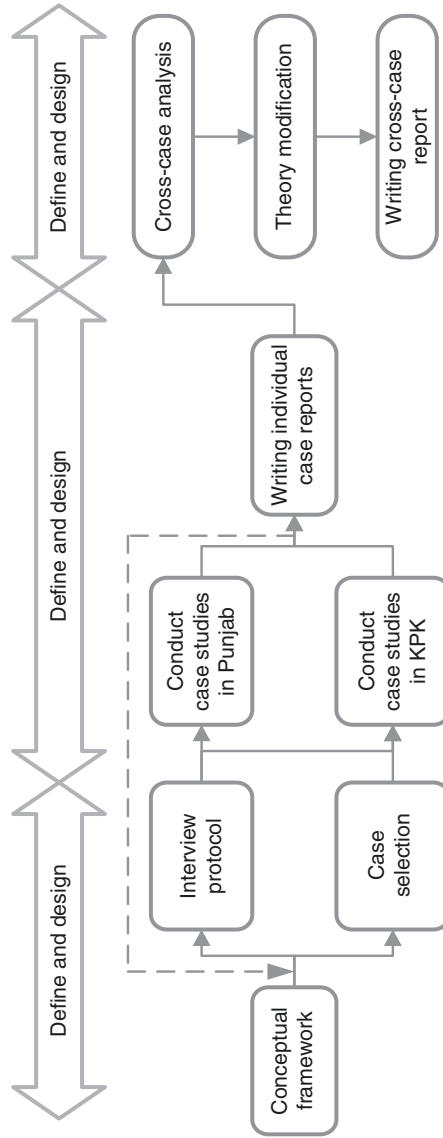 Define and design
Define and design
Define and design
Conceptual
framework
Interview
protocol
Case
selection
Conduct
case studies
in Punjab
Conduct
case studies
in KPK
Writing individual
case reports
Cross-case analysis
Theory modification
Writing cross-case
report